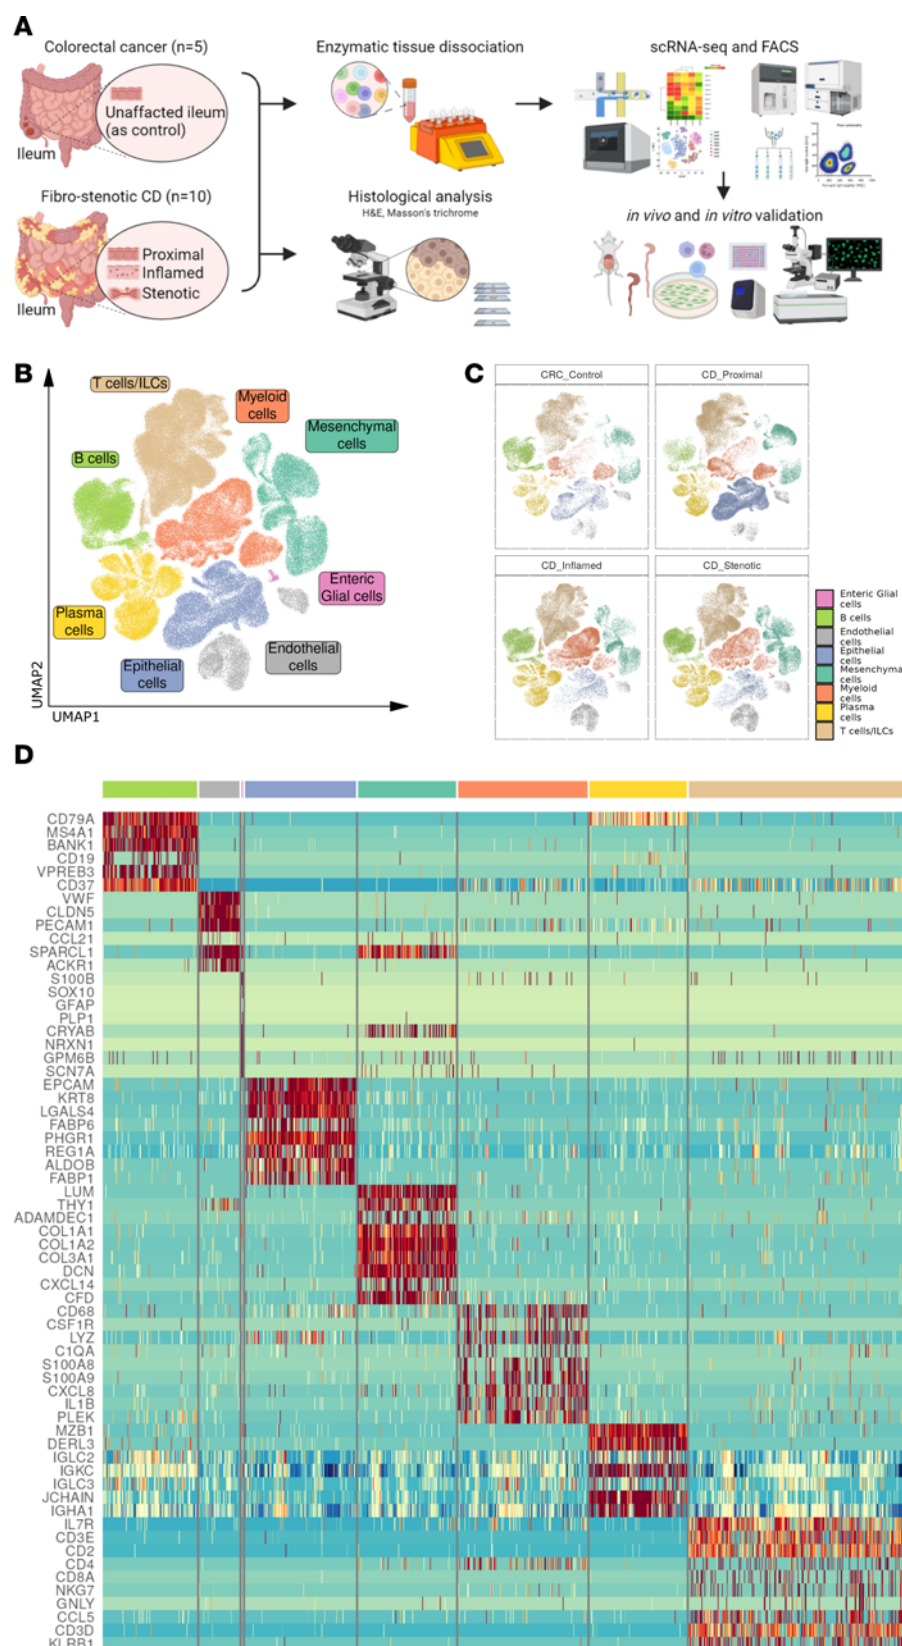 A
Colorectal cancer (n=5)
Unaffacted ileum
(as control)
Ileum
Fibro-stenotic CD (n=10)
Proximal
Inflamed
Stenotic
Ileum
Enzymatic tissue dissociation
Histological analysis
H&E, Masson's trichrome
scRNA-seq and FACS
in vivo and in vitro validation
B
T cells/ILCs
Myeloid
cells
Mesenchymal
cells
B cells
Enteric
Glial cells
Plasma
cells
Endothelial
cells
Epithelial
cells
UMAP2
UMAP1
C
CRC_Control
CD_Proximal
CD_Inflamed
CD_Stenotic
Enteric Glial
cells
B cells
Endothelial
cells
Epithelial
cells
Mesenchyma
cells
Myeloid
cells
Plasma
cells
T cells/ILCs
D
CD79A
MS4A1
BANK1
CD19
VPREB3
CD37
VWF
CLDN5
PECAM1
CCL21
SPARCL1
ACKR1
S100B
SOX10
GFAP
PLP1
CRYAB
NRXN1
GPM6B
SCN7A
EPCAM
KRT8
LGALS4
FABP6
PHGR1
REG1A
ALDOB
FABP1
LUM
THY1
ADAMDEC1
COL1A1
COL1A2
COL3A1
DCN
CXCL14
CFD
CD68
CSF1R
LYZ
C1QA
S100A8
S100A9
CXCL8
IL1B
PLEK
MZB1
DERL3
IGLC2
IGKC
IGLC3
JCHAIN
IGHA1
IL7R
CD3E
CD2
CD4
CD8A
NKG7
GNLY
CCL5
CD3D
KLRB1